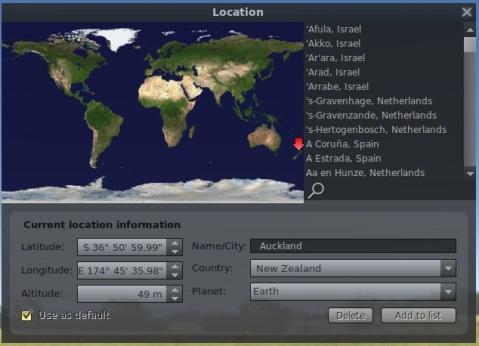 Location
'Afula, Israel
'Akko, Israel
'Ar'ara, Israel
'Arad, Israel
'Arrabe, Israel
's-Gravenhage, Netherlands
's-Gravenzande, Netherlands
's-Hertogenbosch, Netherlands
A Coruña, Spain
A Estrada, Spain
Aa en Hunze, Netherlands
Current location information
Latitude: S 36° 50' 59.99" Name/City: Auckland
Longitude: E 174° 45' 35.98" Country: New Zealand
Altitude: 49 m Planet: Earth
Use as default Delete Add to list